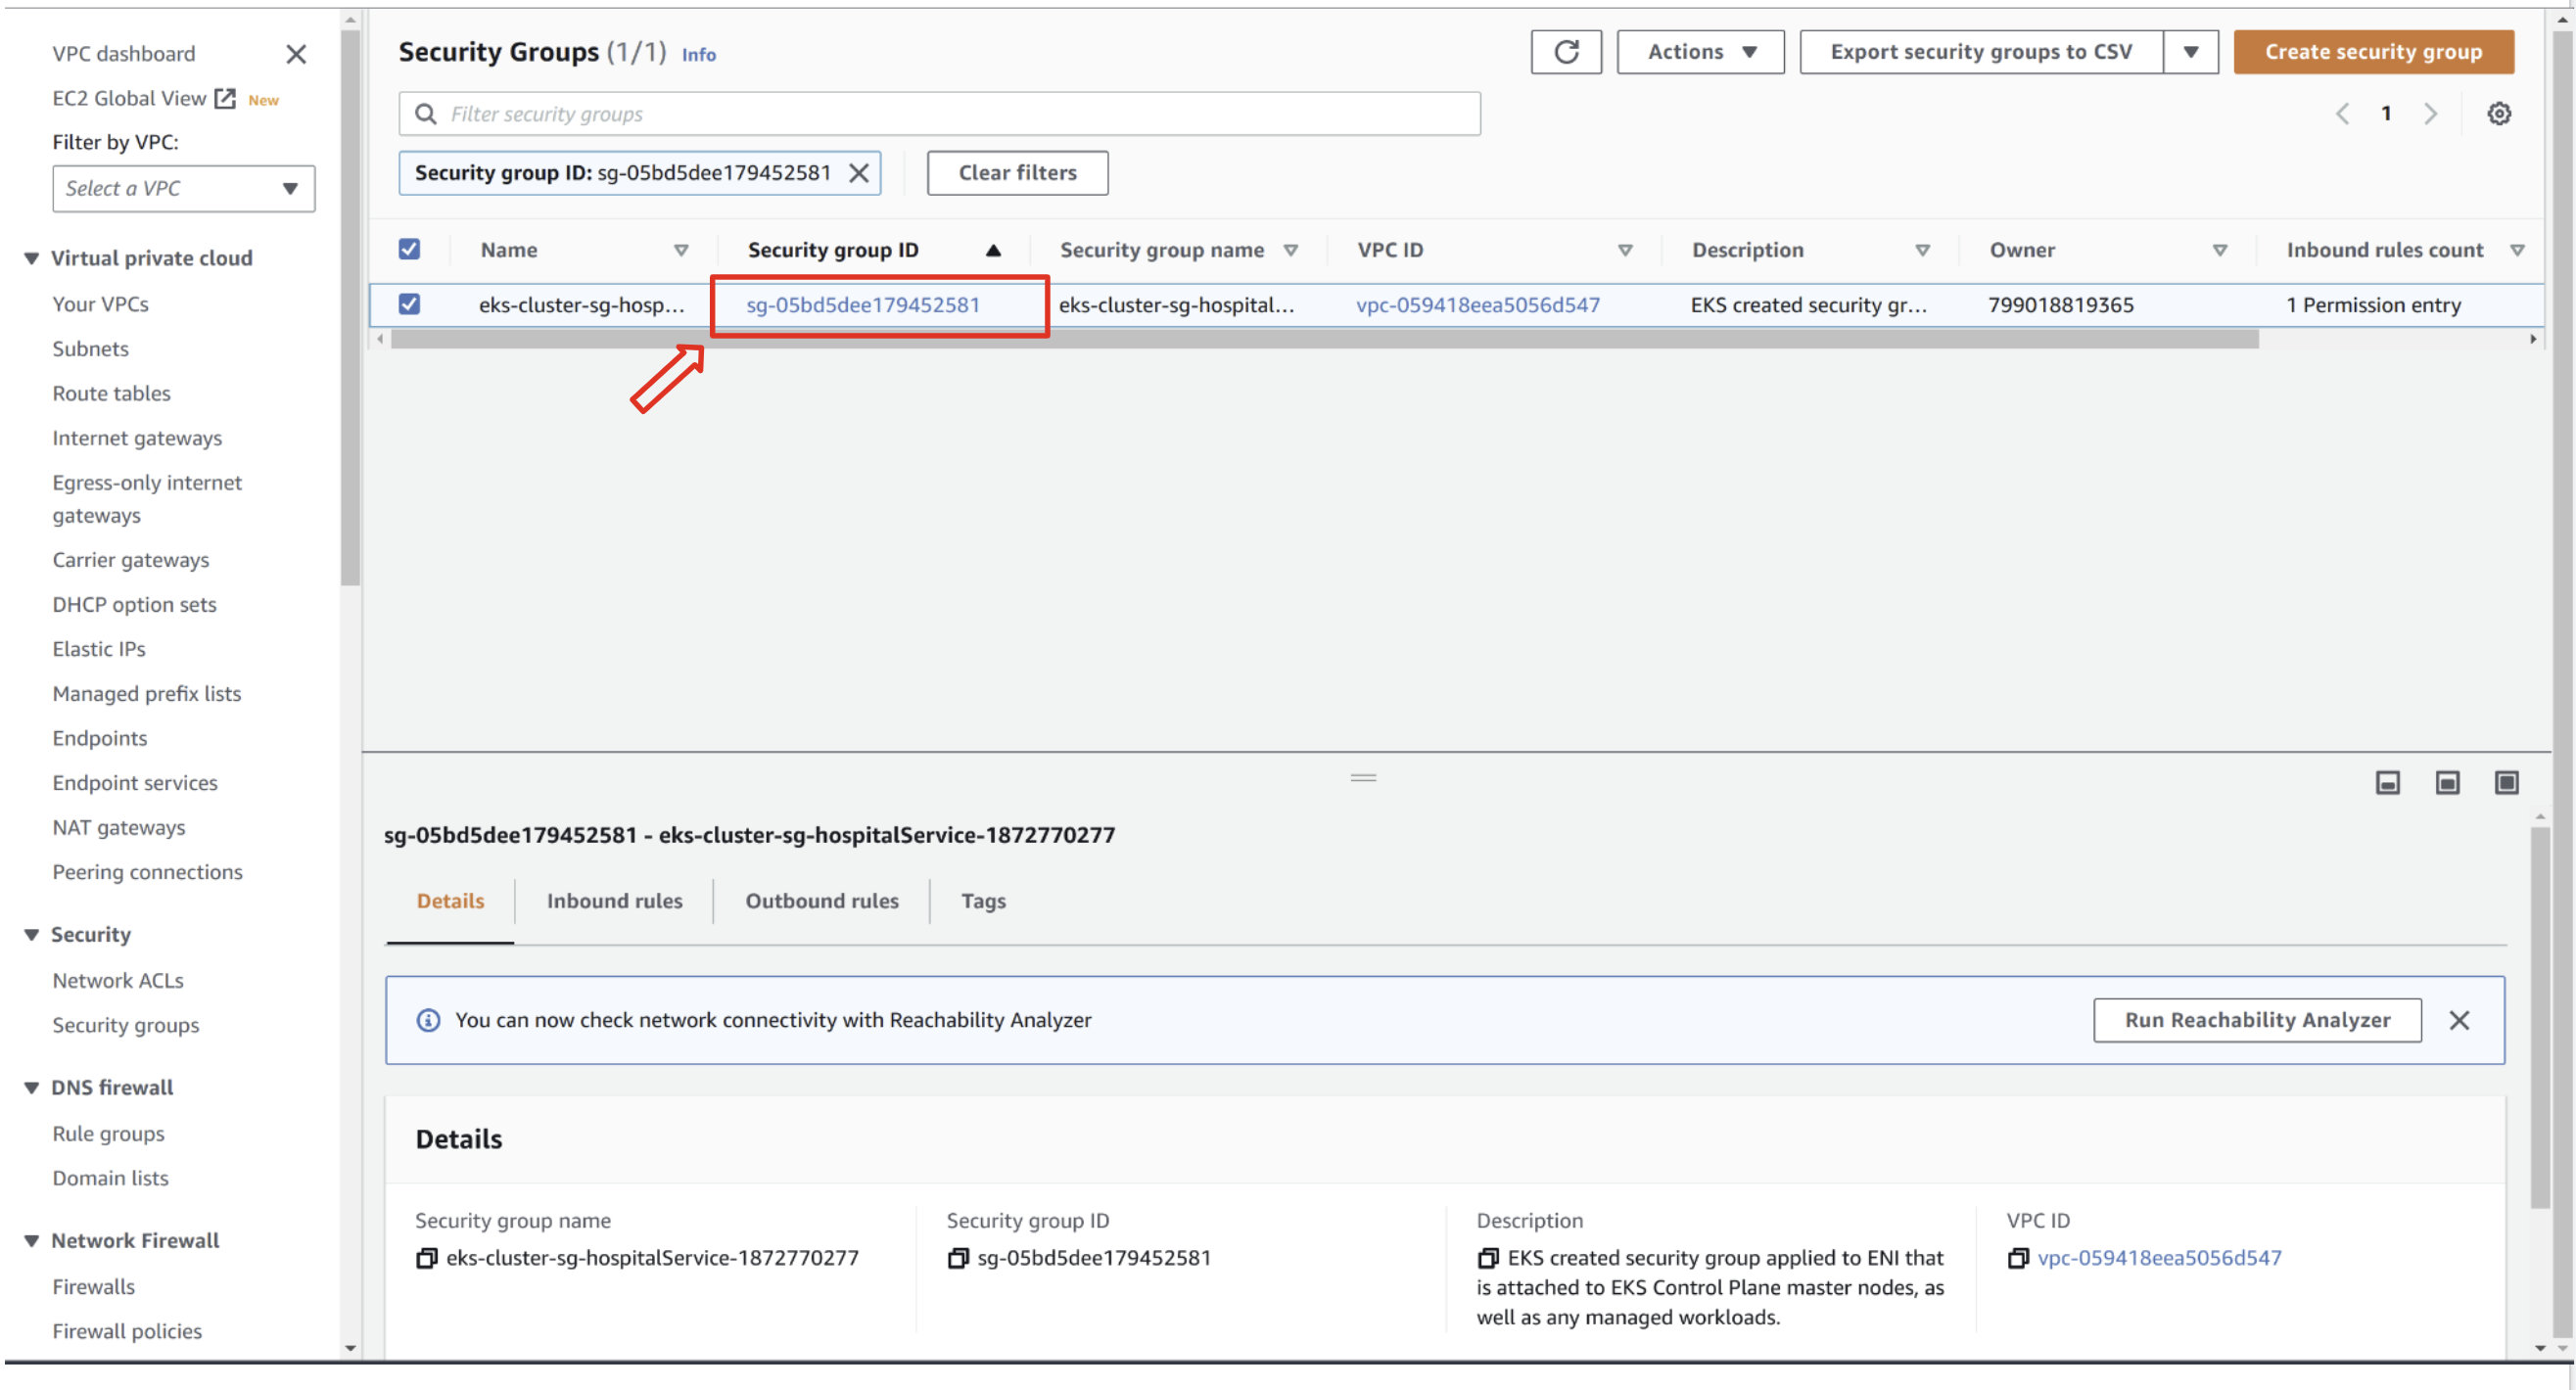 VPC dashboard
EC2 Global View New
Filter by VPC:
Select a VPC
Virtual private cloud
Your VPCs
Subnets
Route tables
Internet gateways
Egress-only internet
gateways
Carrier gateways
DHCP option sets
Elastic IPs
Managed prefix lists
Endpoints
Endpoint services
NAT gateways
Peering connections
Security
Network ACLs
Security groups
DNS firewall
Rule groups
Domain lists
Network Firewall
Firewalls
Firewall policies
Security Groups (1/1) Info
Actions
Export security groups to CSV
Create security group
Filter security groups
1
Security group ID: sg-05bd5dee179452581
Clear filters
Name Security group ID Security group name VPC ID Description Owner Inbound rules count
eks-cluster-sg-hosp... sg-05bd5dee179452581 eks-cluster-sg-hospital... vpc-059418eea5056d547 EKS created security gr... 799018819365 1 Permission entry
sg-05bd5dee179452581 - eks-cluster-sg-hospitalService-1872770277
Details Inbound rules Outbound rules Tags
You can now check network connectivity with Reachability Analyzer
Run Reachability Analyzer
Details
Security group name
eks-cluster-sg-hospitalService-1872770277
Security group ID
sg-05bd5dee179452581
Description
EKS created security group applied to ENI that
is attached to EKS Control Plane master nodes, as
well as any managed workloads.
VPC ID
vpc-059418eea5056d547